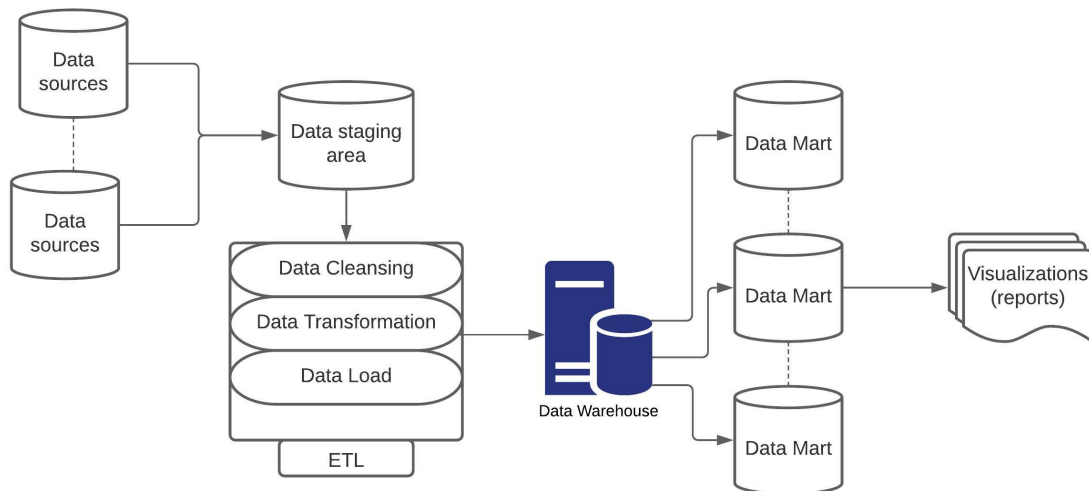 Data
sources
Data
sources
Data staging
area
Data Cleansing
Data Transformation
Data Load
ETL
Data Warehouse
Data Mart
Data Mart
Data Mart
Visualizations
(reports)